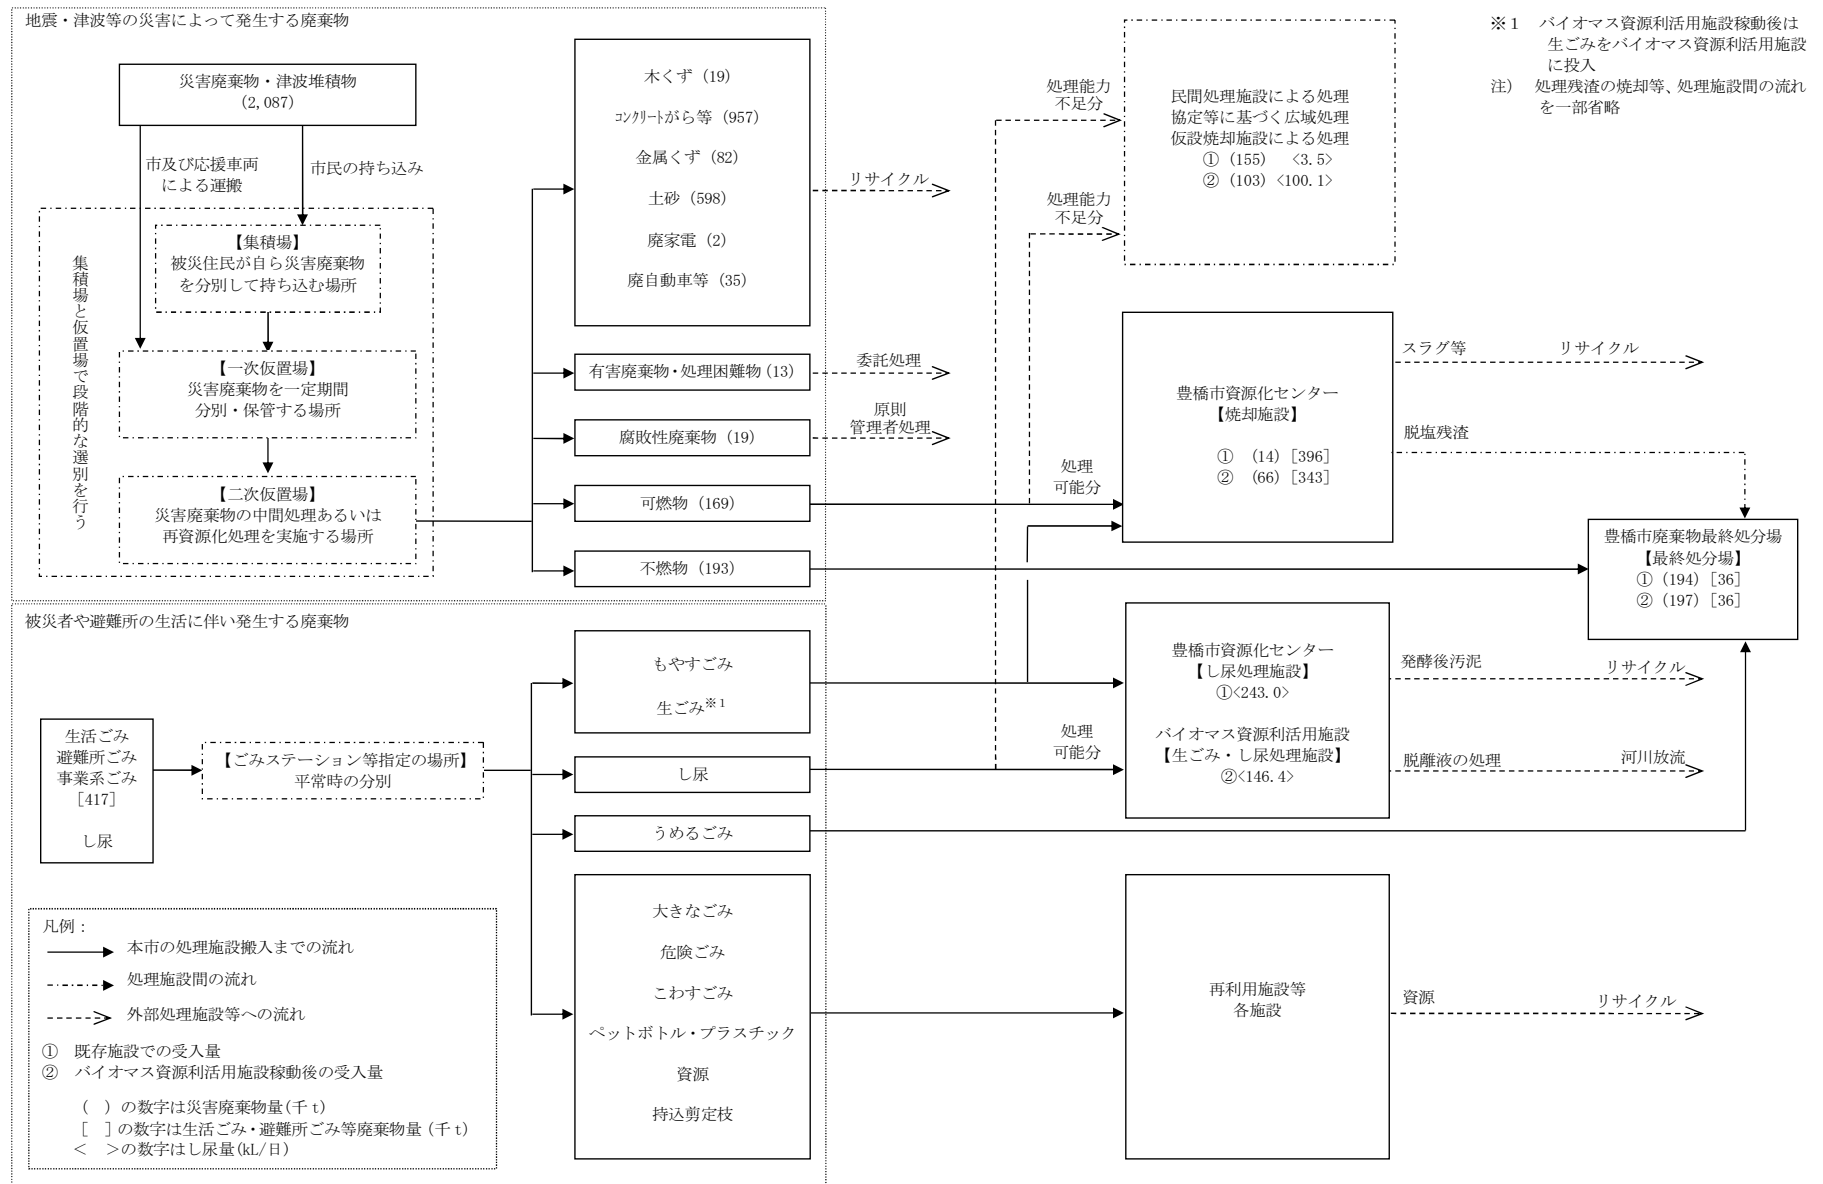 地震・津波等の災害によって発生する廃棄物
災害廃棄物・津波堆積物
(2,087)
市及び応援車両
による運搬
市民の持ち込み
集積場と仮置場で段階的な選別を行う
【集積場】
被災住民が自ら災害廃棄物
を分別して持ち込む場所
【一次仮置場】
災害廃棄物を一定期間
分別・保管する場所
【二次仮置場】
災害廃棄物の中間処理あるいは
再資源化処理を実施する場所
木くず (19)
コンクリートがら等 (957)
金属くず (82)
土砂 (598)
廃家電 (2)
廃自動車等 (35)
リサイクル
有害廃棄物・処理困難物 (13)
委託処理
腐敗性廃棄物 (19)
原則
管理者処理
可燃物 (169)
不燃物 (193)
処理能力
不足分
処理能力
不足分
処理
可能分
民間処理施設による処理
協定等に基づく広域処理
仮設焼却施設による処理
① (155) <3.5>
② (103) <100.1>
※1 バイオマス資源利活用施設稼動後は
生ごみをバイオマス資源利活用施設
に投入
注) 処理残渣の焼却等、処理施設間の流れ
を一部省略
豊橋市資源化センター
【焼却施設】
① (14) [396]
② (66) [343]
スラグ等
リサイクル
脱塩残渣
豊橋市廃棄物最終処分場
【最終処分場】
① (194) [36]
② (197) [36]
被災者や避難所の生活に伴い発生する廃棄物
生活ごみ
避難所ごみ
事業系ごみ
[417]
し尿
【ごみステーション等指定の場所】
平常時の分別
もやすごみ
生ごみ※1
し尿
うめるごみ
大きなごみ
危険ごみ
こわすごみ
ペットボトル・プラスチック
資源
持込剪定枝
処理
可能分
豊橋市資源化センター
【し尿処理施設】
①<243.0>
バイオマス資源利活用施設
【生ごみ・し尿処理施設】
②<146.4>
発酵後汚泥
リサイクル
脱離液の処理
河川放流
再利用施設等
各施設
資源
リサイクル
凡例：
本市の処理施設搬入までの流れ
処理施設間の流れ
外部処理施設等への流れ
① 既存施設での受入量
② バイオマス資源利活用施設稼動後の受入量
( ) の数字は災害廃棄物量(千t)
[ ] の数字は生活ごみ・避難所ごみ等廃棄物量 (千t)
< >の数字はし尿量(kL/日)